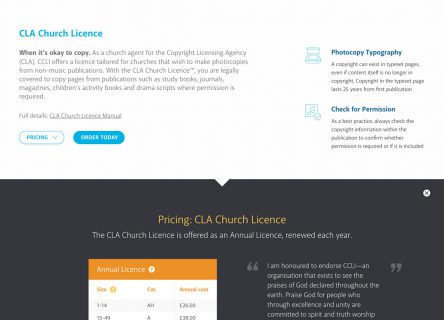 CLA Church Licence
When it's okay to copy. As a church agent for the Copyright Licensing Agency
(CLA), CCLI offers a licence tailored for churches that wish to make photocopies
from non-music publications. With the CLA Church Licence™, you are legally
covered to copy pages from publications such as study books, journals,
magazines, children's activity books and drama scripts where permission is
required.
Full details: CLA Church Licence Manual
PRICING
ORDER TODAY
Photocopy Typography
A copyright can exist in typeset pages,
even if content itself is no longer in
copyright. Copyright in the typeset page
lasts 25 years from first publication
Check for Permission
As a best practice, always check the
copyright information within the
publication to confirm whether
permission is required or if it is included
Pricing: CLA Church Licence
The CLA Church Licence is offered as an Annual Licence, renewed each year.
Annual Licence ?
Size ? Cat. Annual cost
1-14 AH £26.00
15-49 A £38.00
I am honoured to endorse CCLI—an
organisation that exists to see the
praises of God declared throughout the
earth. Praise God for people who
through excellence and unity are
committed to spirit and truth worship